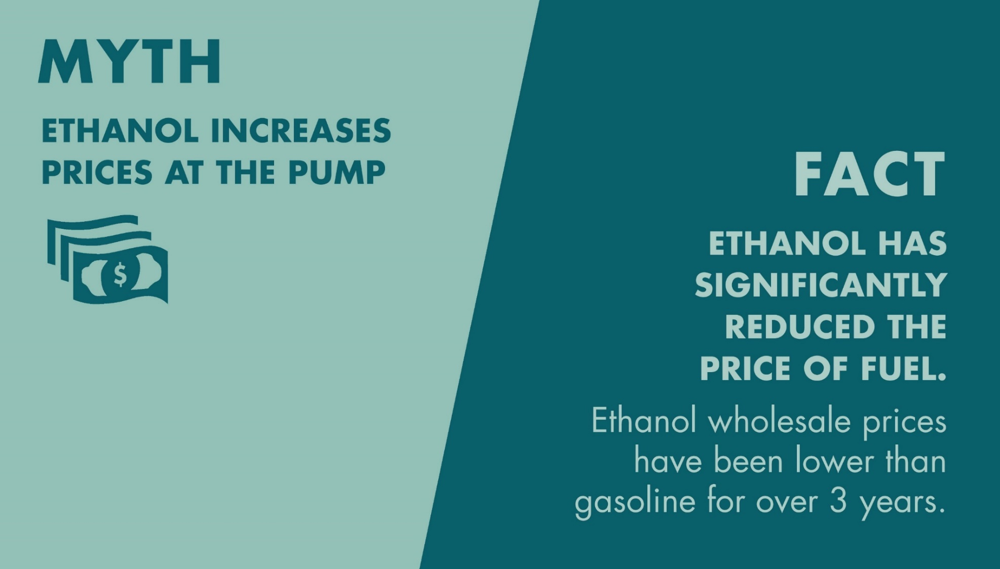 MYTH
ETHANOL INCREASES
PRICES AT THE PUMP
$
FACT
ETHANOL HAS
SIGNIFICANTLY
REDUCED THE
PRICE OF FUEL.
Ethanol wholesale prices
have been lower than
gasoline for over 3 years.